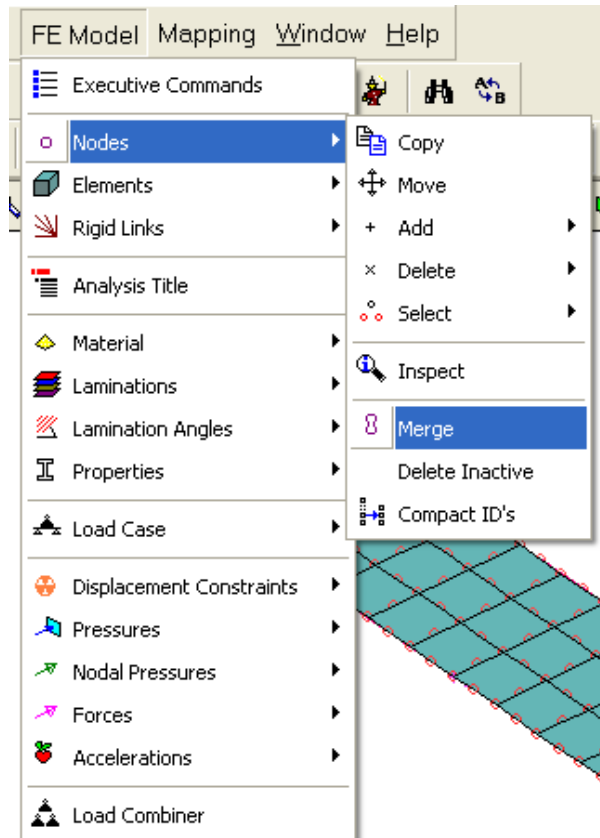 FE Model Mapping Window Help
Executive Commands
A
B
Nodes
Elements
Rigid Links
Analysis Title
Material
Laminations
Lamination Angles
Properties
Load Case
Displacement Constraints
Pressures
Nodal Pressures
Forces
Accelerations
Load Combiner
Copy
Move
Add
Delete
Select
Inspect
Merge
Delete Inactive
Compact ID's